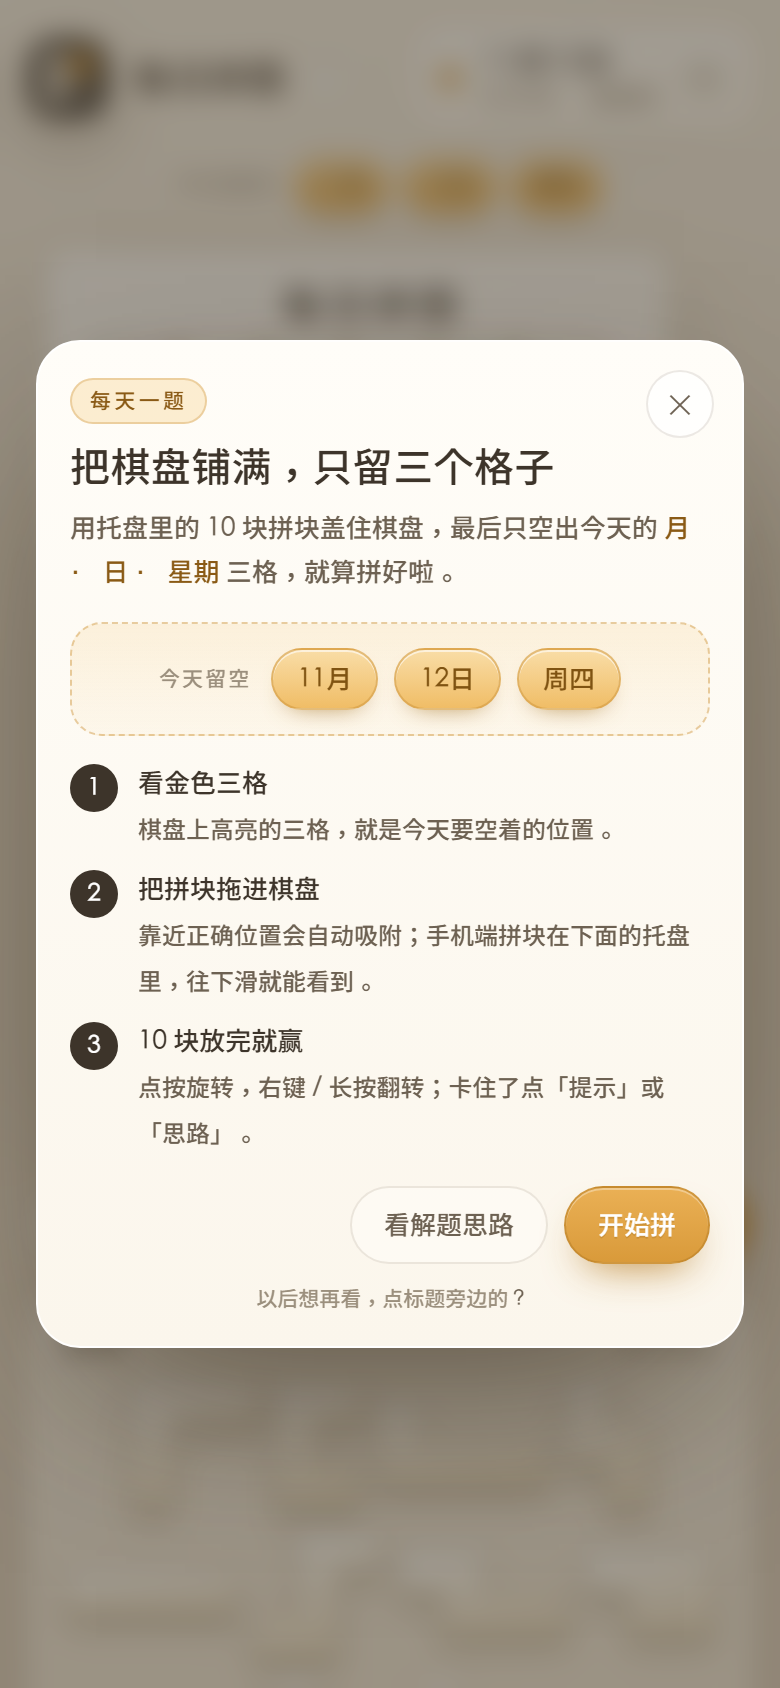 每天一题
把棋盘铺满，只留三个格子
用托盘里的 10 块拼块盖住棋盘，最后只空出今天的 月
· 日 · 星期 三格，就算拼好啦。
今天留空 11月 12日 周四
1 看金色三格
棋盘上高亮的三格，就是今天要空着的位置。
2 把拼块拖进棋盘
靠近正确位置会自动吸附；手机端拼块在下面的托盘
里，往下滑就能看到。
3 10 块放完就赢
点按旋转，右键 / 长按翻转；卡住了点「提示」或
「思路」。
看解题思路 开始拼
以后想再看，点标题旁边的 ?